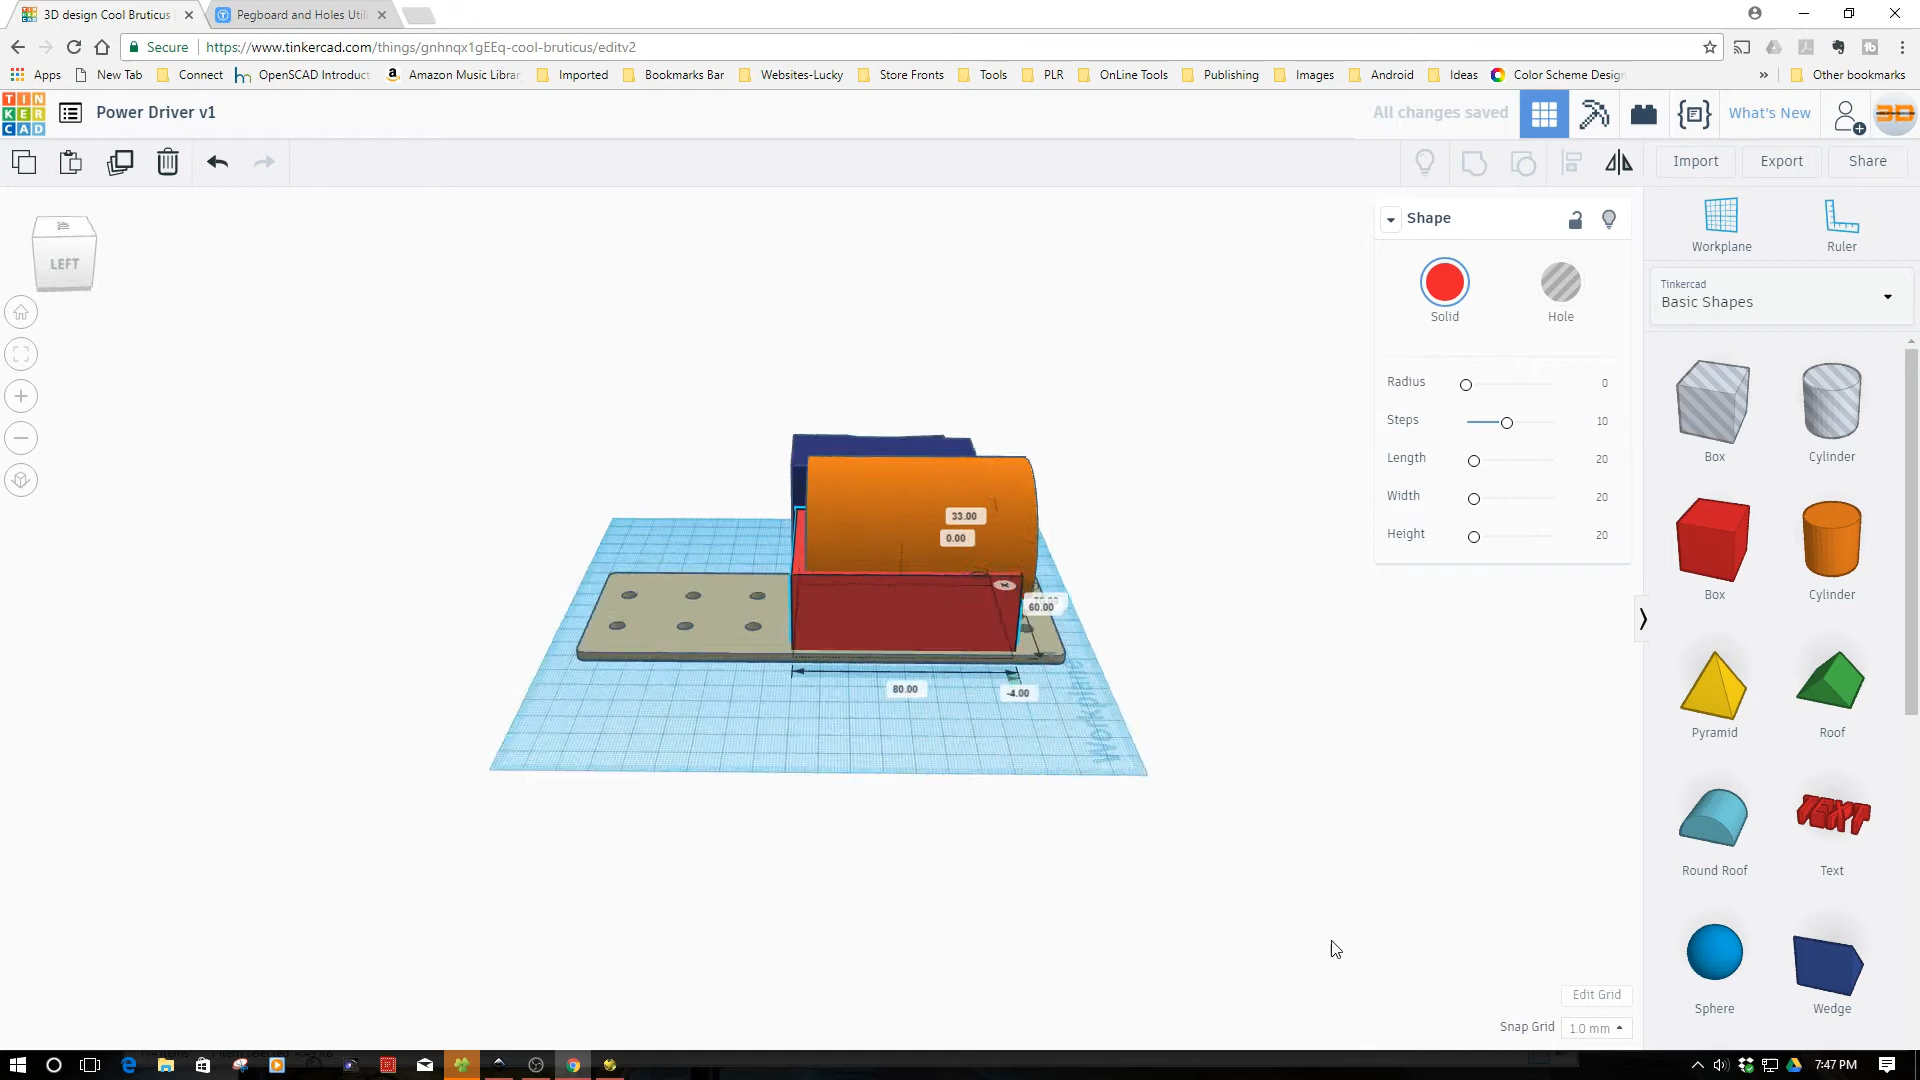 3D design Cool Bruticus
Pegboard and Holes Util
Secure
https://www.tinkercad.com/things/gnhnqx1gEEq-cool-bruticus/editv2
Apps
New Tab
Connect
OpenSCAD Introduct
Amazon Music Librar
Imported
Bookmarks Bar
Websites-Lucky
Store Fronts
Tools
PLR
OnLine Tools
Publishing
Images
Android
Ideas
Color Scheme Design
»
Other bookmarks
TIN
KER
CAD
Power Driver v1
All changes saved
What's New
3D
Import
Export
Share
LEFT
Shape
Solid
Hole
Radius
0
Steps
10
Length
20
Width
20
Height
20
Workplane
Ruler
Tinkercad
Basic Shapes
Box
Cylinder
Box
Cylinder
Pyramid
Roof
Round Roof
TEXT
Text
Sphere
Wedge
33.00
0.00
60.00
80.00
-4.00
Workplane
Edit Grid
Snap Grid
1.0 mm
7:47 PM